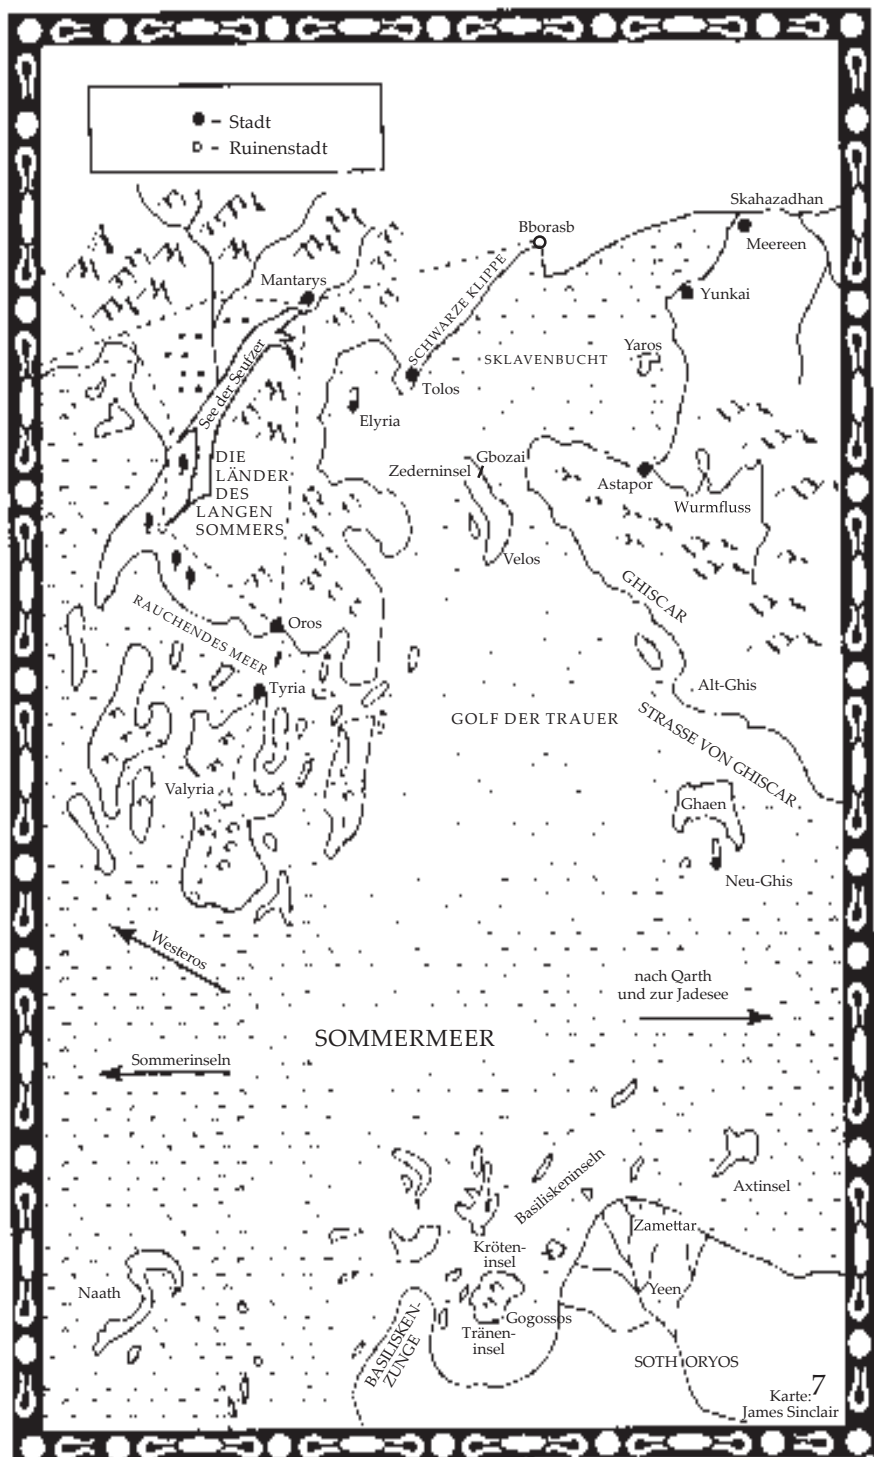 Stadt
Ruinenstadt
Skahazadhan
Bborasb
Meereen
Mantarys
Yunkai
SCHWARZE KLIPPE
Yaros
SKLAVENBUCHT
See der Seufzer
Tolos
Elyria
DIE
LÄNDER
DES
LANGEN
SOMMERS
Gbozai
Zederninsel
Astapor
Wurmfluss
Velos
GHISCAR
RAUCHENDES MEER
Oros
Tyria
Alt-Ghis
GOLF DER TRAUER
STRASSE VON GHISCAR
Valyria
Ghaen
Neu-Ghis
Westeros
nach Qarth
und zur Jadesee
SOMMERMEER
Sommerinseln
Axtinsel
Basiliskeninseln
Zamettar
Kröten-
insel
Naath
Yeen
Gogossos
Tränen-
insel
BASILISKEN-
ZUNGE
SOTHORYOS
7
Karte:
James Sinclair